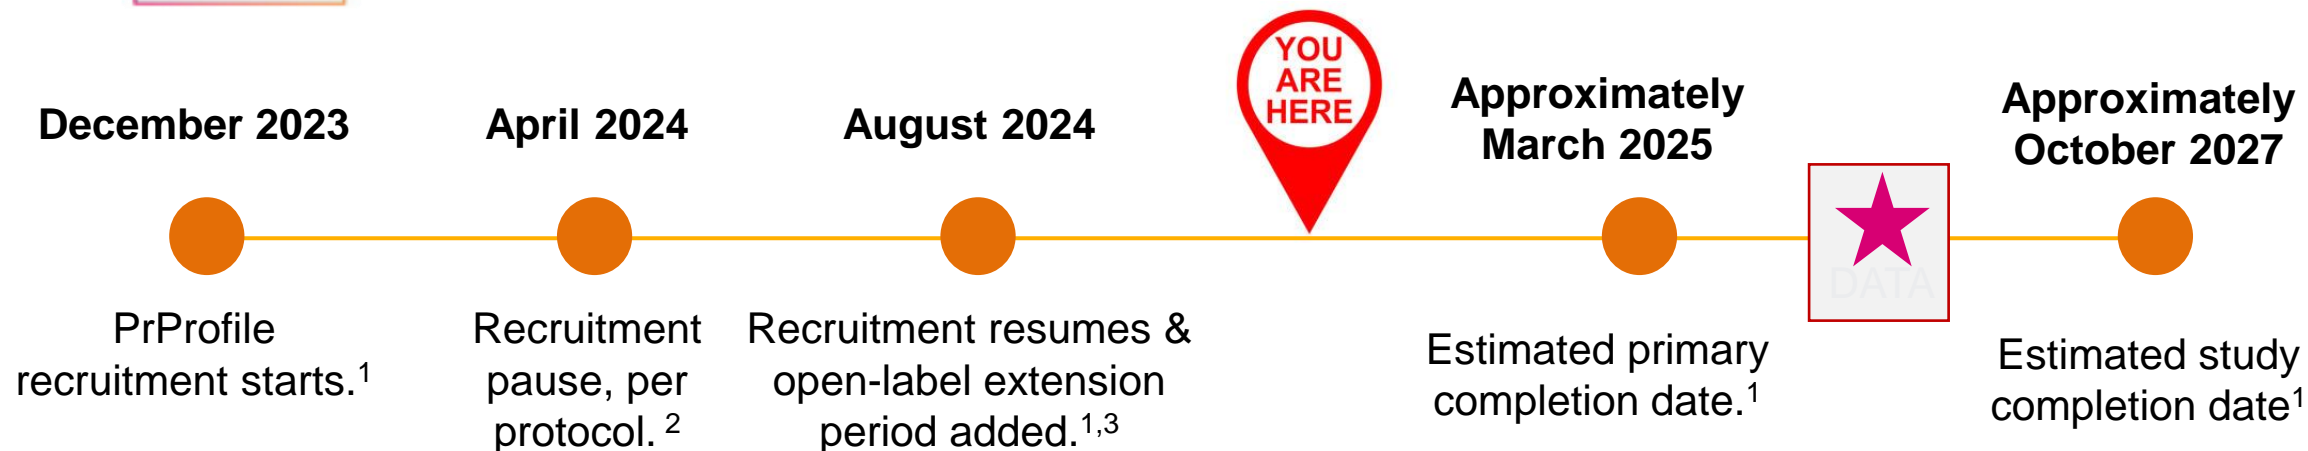 December 2023
April 2024
August 2024
YOU
ARE
HERE
Approximately
March 2025
Approximately
October 2027
DATA
PrProfile
recruitment starts.1
Recruitment
pause, per
protocol. 2
Recruitment resumes &
open-label extension
period added.1,3
Estimated primary
completion date.1
Estimated study
completion date1